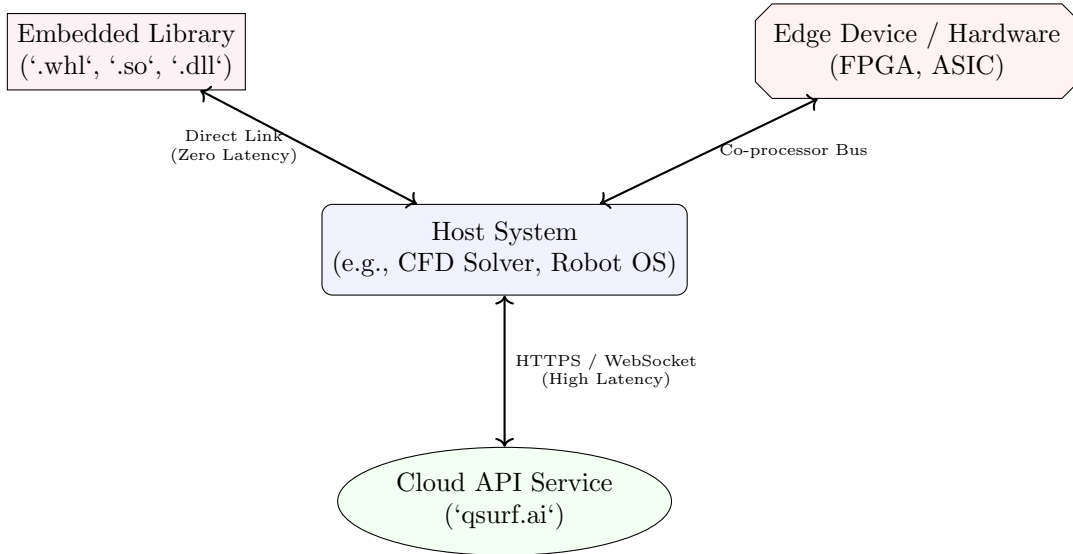 Embedded Library
(‘.whl‘, ‘.so‘, ‘.dll‘)
Edge Device / Hardware
(FPGA, ASIC)
Direct Link
(Zero Latency)
Co-processor Bus
Host System
(e.g., CFD Solver, Robot OS)
HTTPS / WebSocket
(High Latency)
Cloud API Service
(‘qsurf.ai‘)